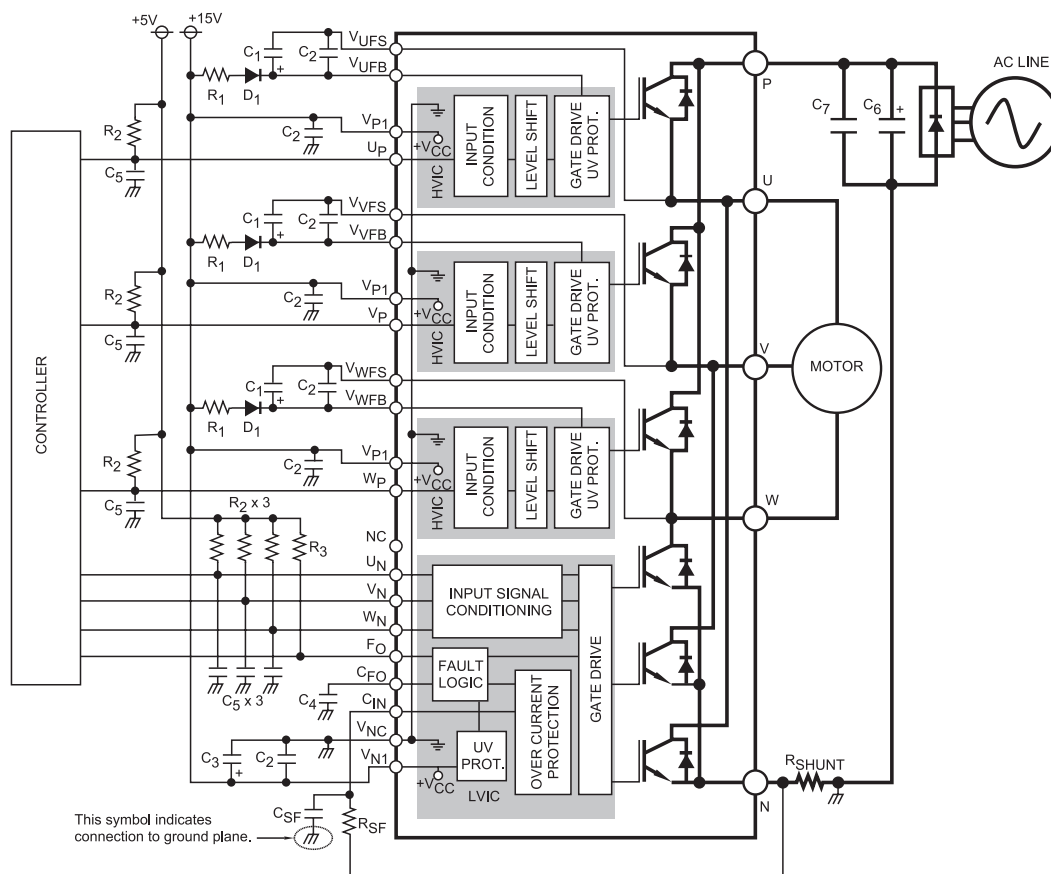 +5V +15V
C1
C2
VUFS
VUFB
R1 D1
C2
VP1
UP
R2
C5
+VCC
HVIC
INPUT CONDITION
LEVEL SHIFT
GATE DRIVE UV PROT.
P
C7
C6
+
AC LINE
U
C1
C2
VVFS
VVFB
+
R1 D1
C2
VP1
VP
R2
C5
+VCC
HVIC
INPUT CONDITION
LEVEL SHIFT
GATE DRIVE UV PROT.
V
MOTOR
CONTROLLER
C1
C2
VWFS
VWFB
+
R1 D1
C2
VP1
WP
R2
C5
+VCC
HVIC
INPUT CONDITION
LEVEL SHIFT
GATE DRIVE UV PROT.
W
R2 x 3
R3
NC
UN
VN
WN
FO
CFO
CIN
VNC
VN1
C5 x 3
C4
C3
+
C2
INPUT SIGNAL
CONDITIONING
FAULT
LOGIC
UV
PROT.
+VCC
LVIC
OVER CURRENT
PROTECTION
GATE DRIVE
RSHUNT
N
CSF
RSF
This symbol indicates
connection to ground plane.